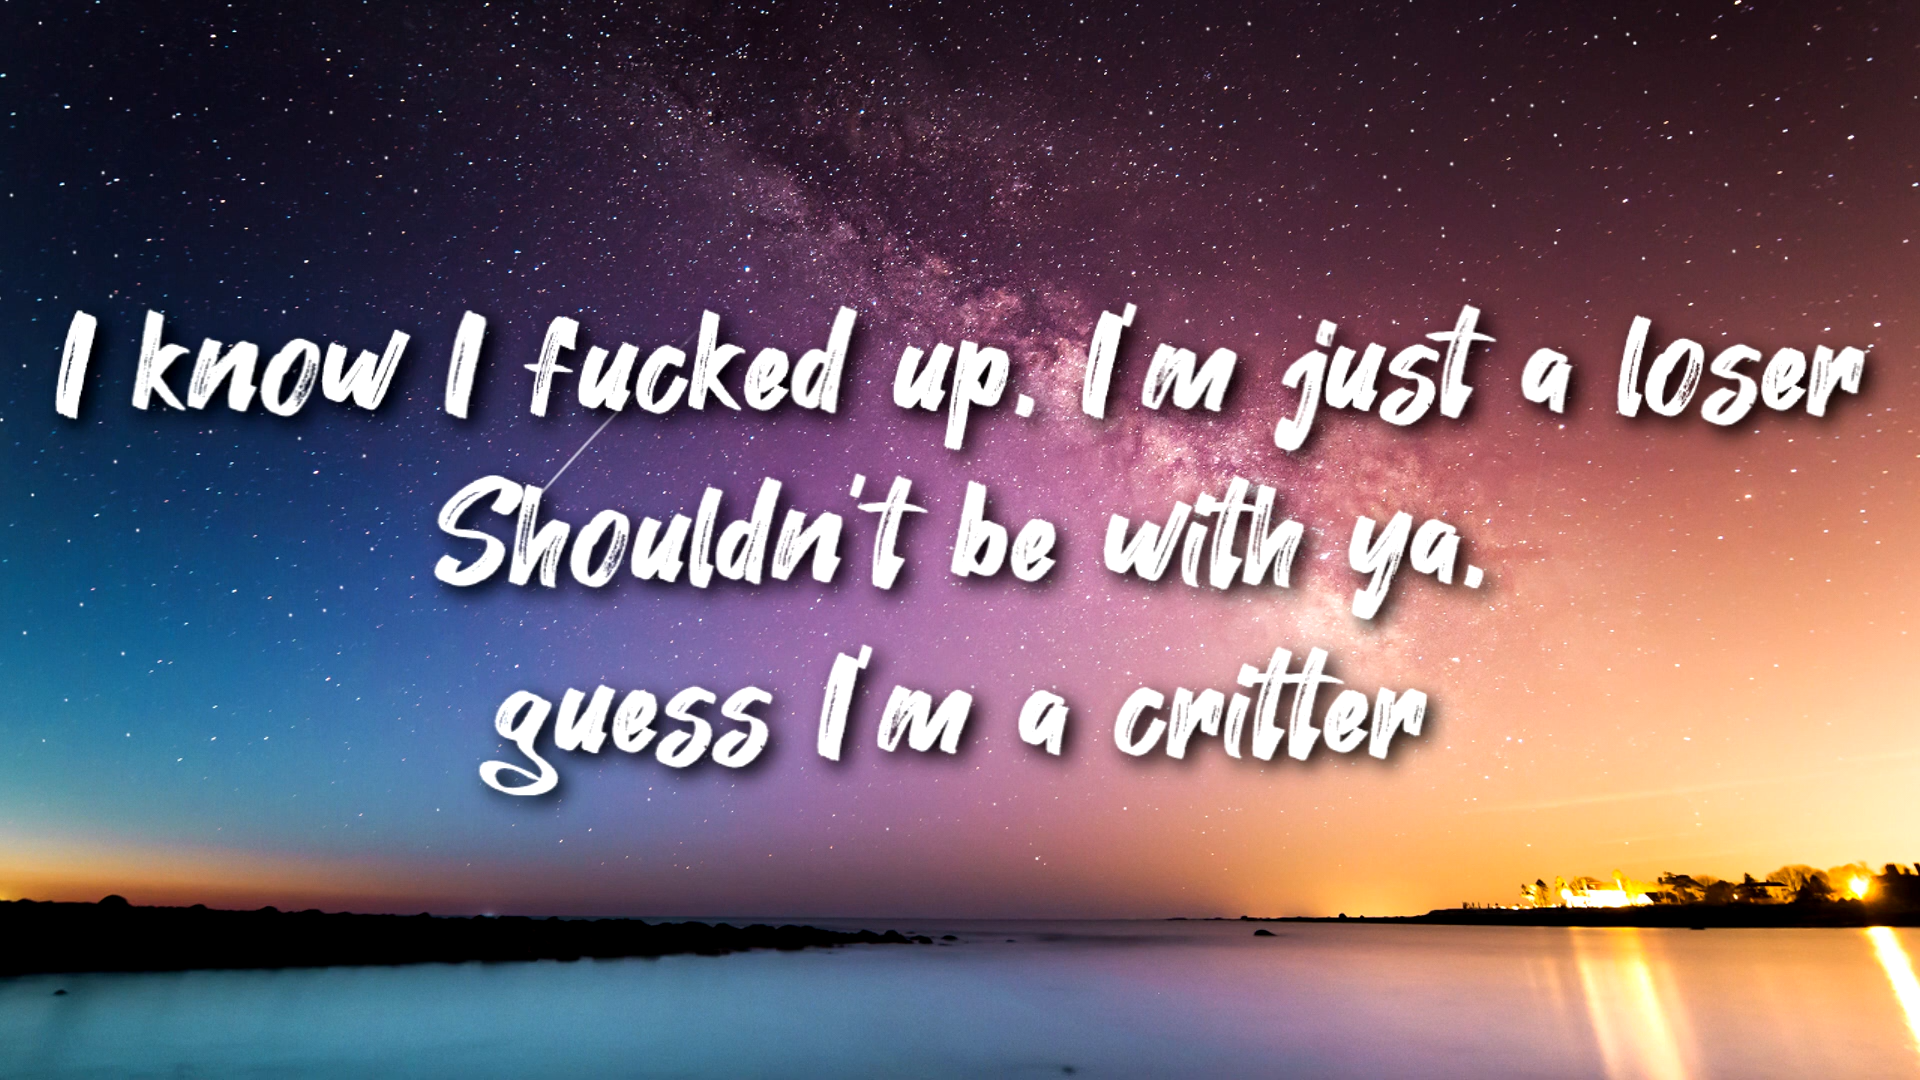 I know I fucked up. I'm just a loser
Shouldn't be with ya.
guess I'm a critter